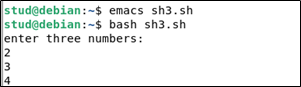 stud@debian:~$ emacs sh3.sh
stud@debian:~$ bash sh3.sh
enter three numbers:
2
3
4